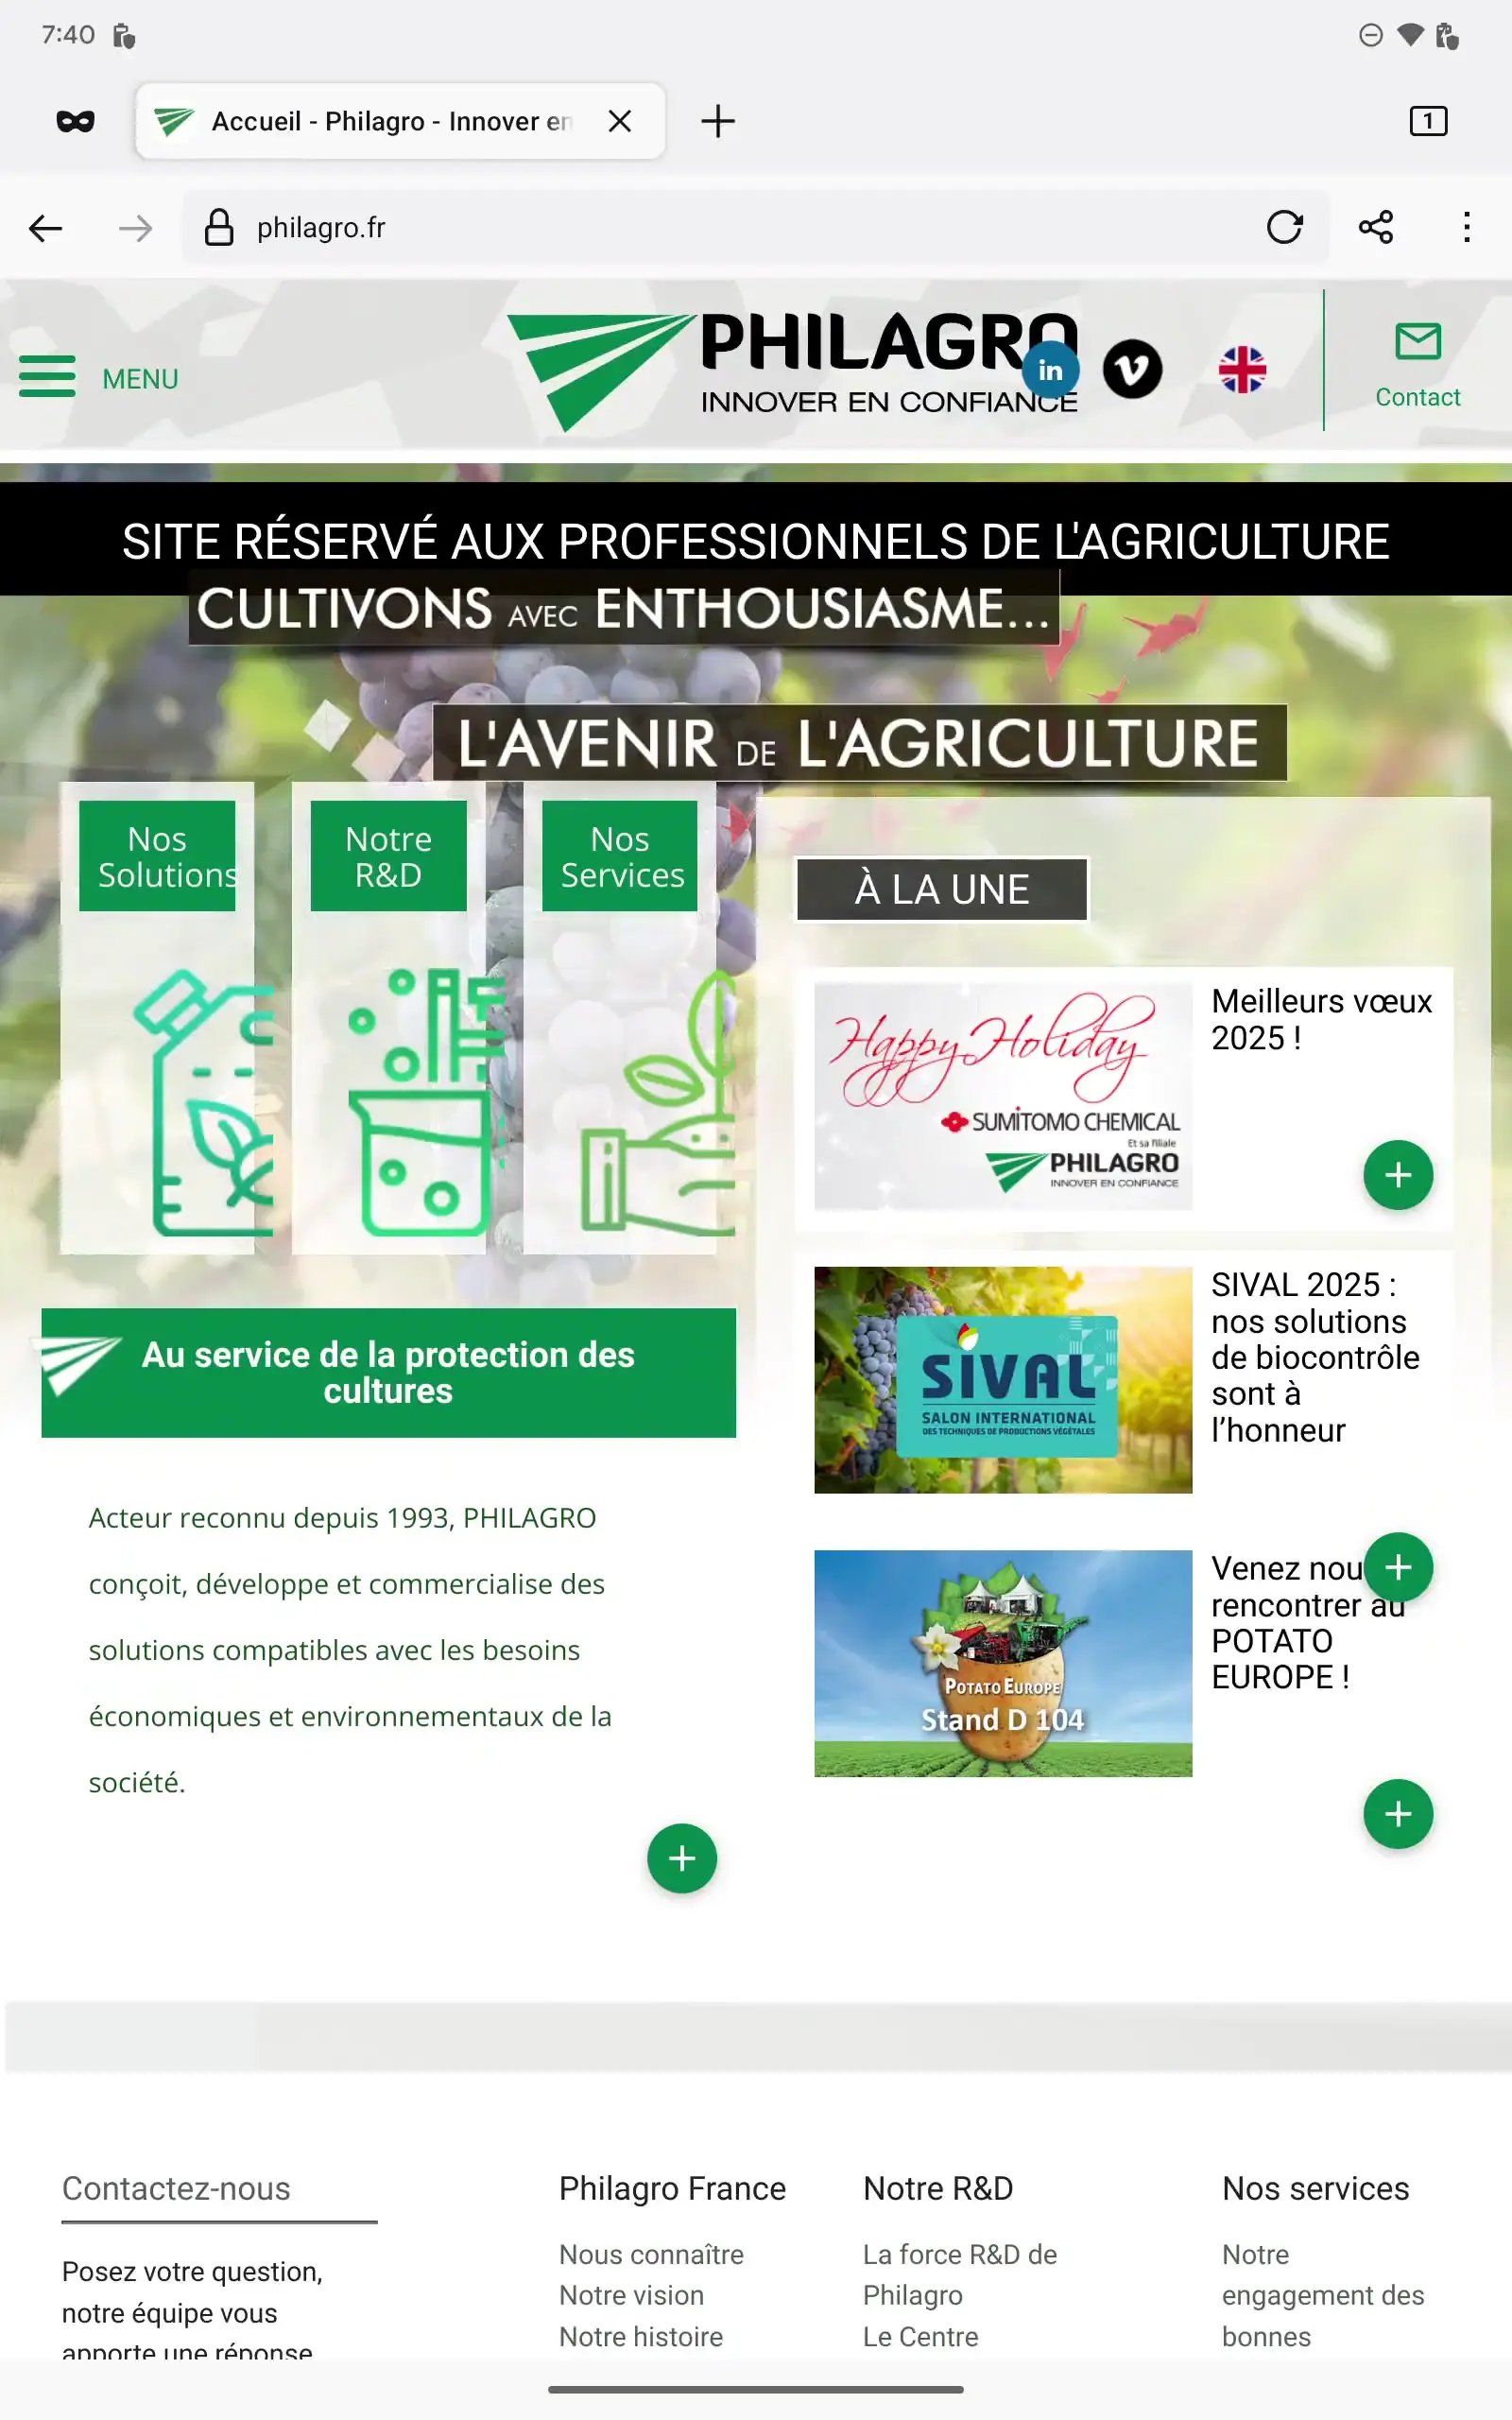 7:40
Accueil - Philagro - Innover en
1
philagro.fr
MENU
PHILAGRO
INNOVER EN CONFIANCE
in
Contact
SITE RÉSERVÉ AUX PROFESSIONNELS DE L'AGRICULTURE
CULTIVONS AVEC ENTHOUSIASME...
L'AVENIR DE L'AGRICULTURE
Nos
Solutions
Notre
R&D
Nos
Services
À LA UNE
Happy Holiday
SUMITOMO CHEMICAL
Et sa filiale
PHILAGRO
INNOVER EN CONFIANCE
Meilleurs vœux
2025 !
SIVAL
SALON INTERNATIONAL
DES TECHNIQUES DE PRODUCTIONS VÉGÉTALES
SIVAL 2025 :
nos solutions
de biocontrôle
sont à
l’honneur
POTATO EUROPE
Stand D 104
Venez nou
rencontrer au
POTATO
EUROPE !
Au service de la protection des
cultures
Acteur reconnu depuis 1993, PHILAGRO
conçoit, développe et commercialise des
solutions compatibles avec les besoins
économiques et environnementaux de la
société.
Contactez-nous
Posez votre question,
notre équipe vous
apporte une réponse
Philagro France
Nous connaître
Notre vision
Notre histoire
Notre R&D
La force R&D de
Philagro
Le Centre
Nos services
Notre
engagement des
bonnes